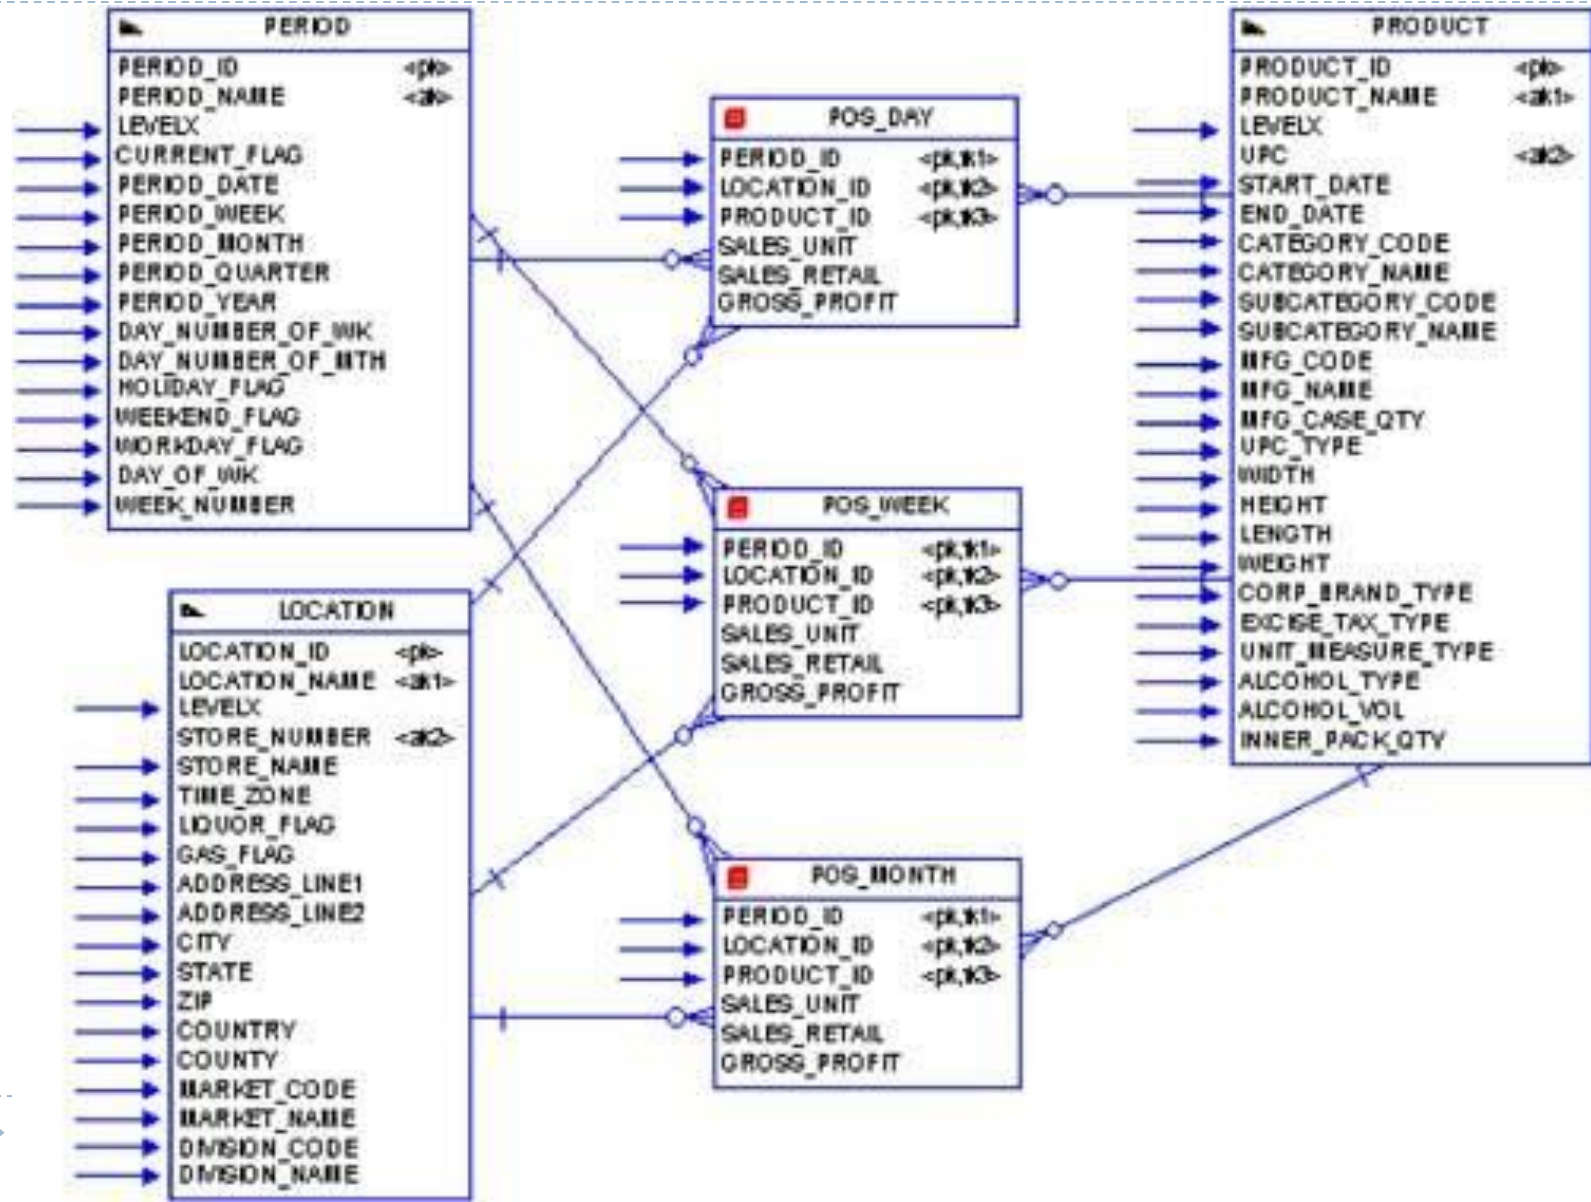 PERIOD
PERIOD_ID <pk>
PERIOD_NAME <ak>
LEVELX
CURRENT_FLAG
PERIOD_DATE
PERIOD_WEEK
PERIOD_MONTH
PERIOD_QUARTER
PERIOD_YEAR
DAY_NUMBER_OF_WK
DAY_NUMBER_OF_MTH
HOLIDAY_FLAG
WEEKEND_FLAG
WORKDAY_FLAG
DAY_OF_WK
WEEK_NUMBER
LOCATION
LOCATION_ID <pk>
LOCATION_NAME <ak1>
LEVELX
STORE_NUMBER <ak2>
STORE_NAME
TIME_ZONE
LIQUOR_FLAG
GAS_FLAG
ADDRESS_LINE1
ADDRESS_LINE2
CITY
STATE
ZIP
COUNTRY
COUNTY
MARKET_CODE
MARKET_NAME
DIVISION_CODE
DIVISION_NAME
POS_DAY
PERIOD_ID <pk,fk1>
LOCATION_ID <pk,fk2>
PRODUCT_ID <pk,fk3>
SALES_UNIT
SALES_RETAIL
GROSS_PROFIT
POS_WEEK
PERIOD_ID <pk,fk1>
LOCATION_ID <pk,fk2>
PRODUCT_ID <pk,fk3>
SALES_UNIT
SALES_RETAIL
GROSS_PROFIT
POS_MONTH
PERIOD_ID <pk,fk1>
LOCATION_ID <pk,fk2>
PRODUCT_ID <pk,fk3>
SALES_UNIT
SALES_RETAIL
GROSS_PROFIT
PRODUCT
PRODUCT_ID <pk>
PRODUCT_NAME <ak1>
LEVELX
UPC <ak2>
START_DATE
END_DATE
CATEGORY_CODE
CATEGORY_NAME
SUBCATEGORY_CODE
SUBCATEGORY_NAME
MFG_CODE
MFG_NAME
MFG_CASE_QTY
UPC_TYPE
WIDTH
HEIGHT
LENGTH
WEIGHT
CORP_BRAND_TYPE
EXCISE_TAX_TYPE
UNIT_MEASURE_TYPE
ALCOHOL_TYPE
ALCOHOL_VOL
INNER_PACK_QTY